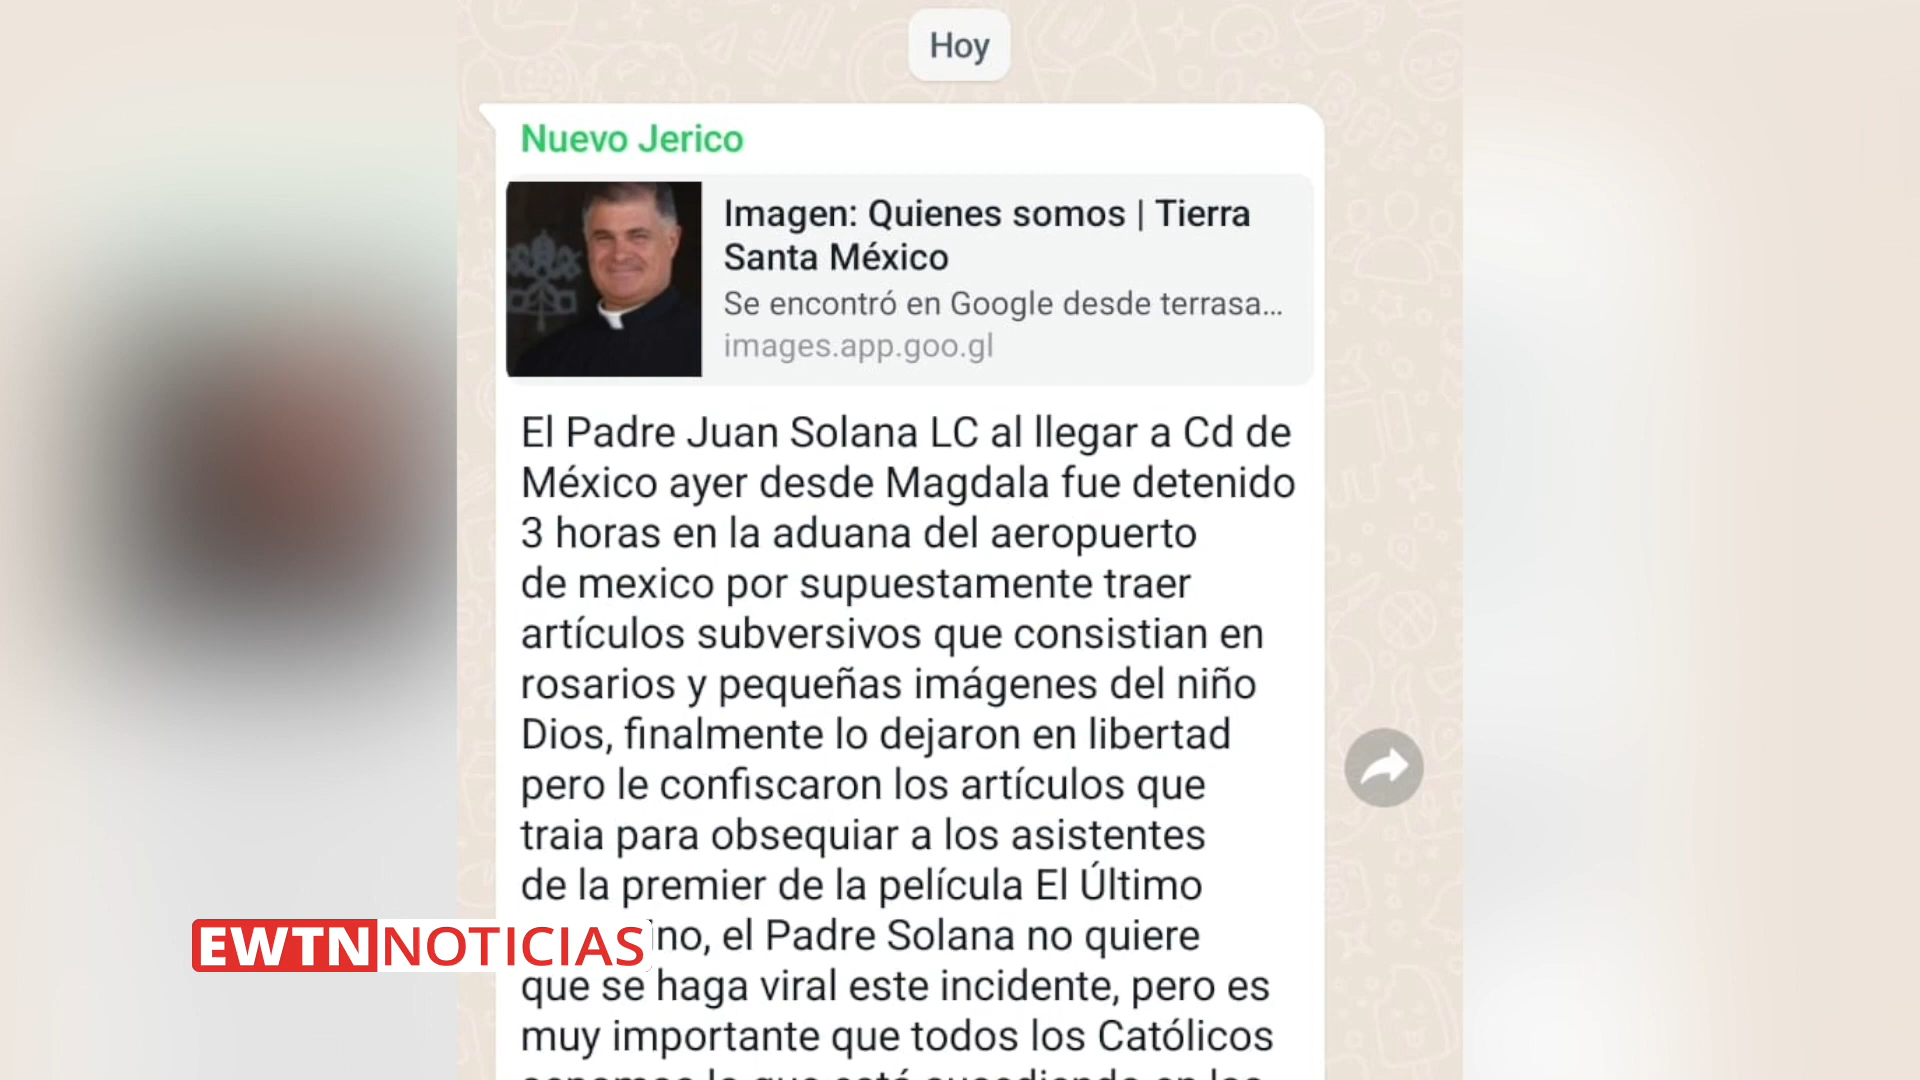 Hoy
Nuevo Jerico
Imagen: Quienes somos | Tierra
Santa México
Se encontró en Google desde terrasa...
images.app.goo.gl
El Padre Juan Solana LC al llegar a Cd de
México ayer desde Magdala fue detenido
3 horas en la aduana del aeropuerto
de mexico por supuestamente traer
artículos subversivos que consistian en
rosarios y pequeñas imágenes del niño
Dios, finalmente lo dejaron en libertad
pero le confiscaron los artículos que
traia para obsequiar a los asistentes
de la premier de la película El Último
ino, el Padre Solana no quiere
que se haga viral este incidente, pero es
muy importante que todos los Católicos
EWTN NOTICIAS